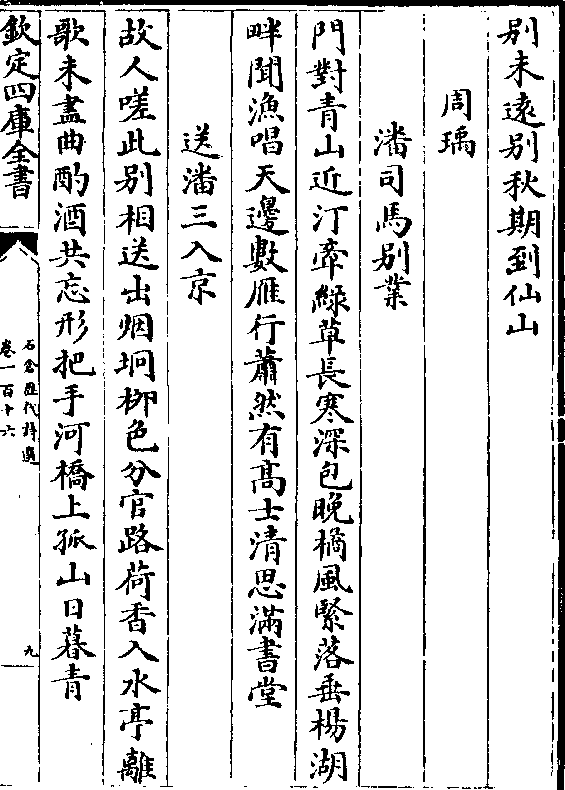 别未遠别秋期到仙山
周瑀
潘司馬别業
門對青山近汀牽緑草長寒深包晚橘風緊落垂楊湖
畔聞漁唱天邊數雁行蕭然有髙士清思滿書堂
送潘三入京
故人嗟此别相送出烟坰柳色分官路荷香入水亭離
歌未盡曲酌酒共忘形把手河橋上孤山日暮青
欽定四庫全書
石倉歴代詩選
卷一百十六
九